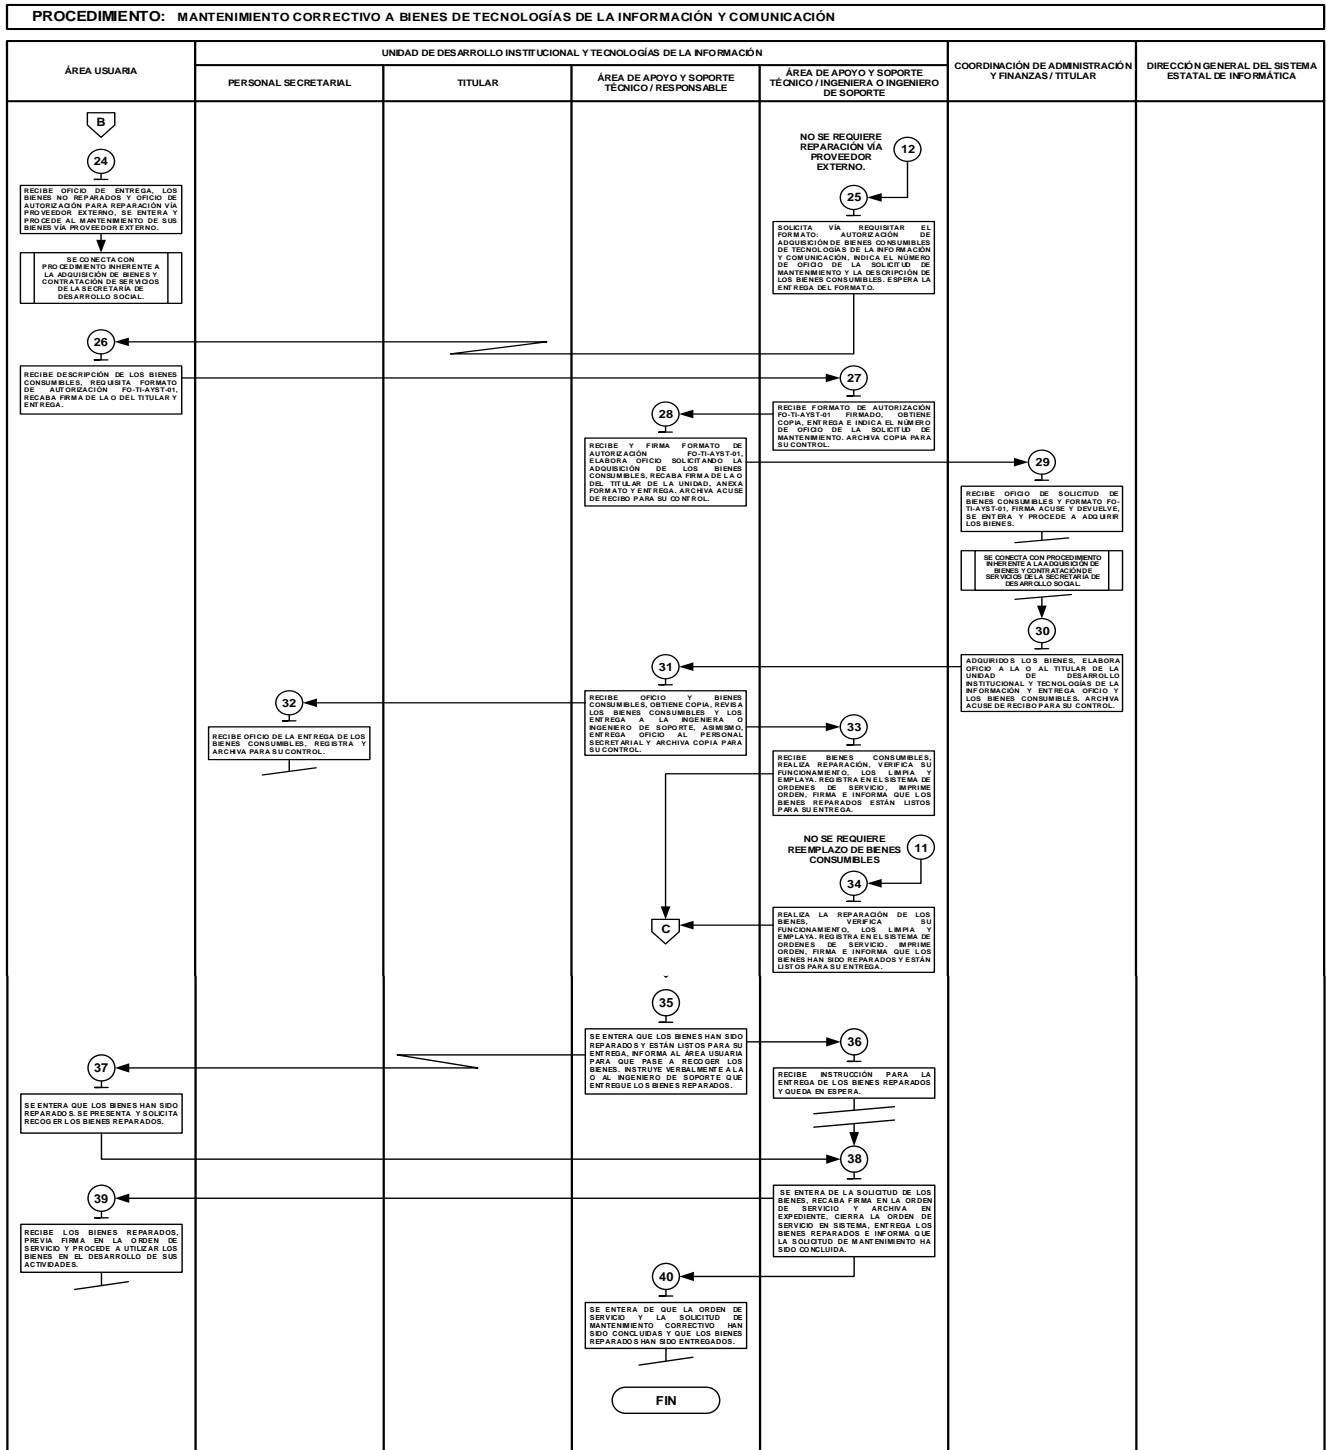 PROCEDIMIENTO: MANTENIMIENTO CORRECTIVO A BIENES DE TECNOLOGÍAS DE LA INFORMACIÓN Y COMUNICACIÓN
ÁREA USUARIA
UNIDAD DE DESARROLLO INSTITUCIONAL Y TECNOLOGÍAS DE LA INFORMACIÓN
PERSONAL SECRETARIAL
TITULAR
ÁREA DE APOYO Y SOPORTE
TÉCNICO / RESPONSABLE
ÁREA DE APOYO Y SOPORTE
TÉCNICO / INGENIERA O INGENIERO
DE SOPORTE
COORDINACIÓN DE ADMINISTRACIÓN
Y FINANZAS / TITULAR
DIRECCIÓN GENERAL DEL SISTEMA
ESTATAL DE INFORMÁTICA
B
24
RECIBE OFICIO DE ENTREGA, LOS
BIENES NO REPARADOS Y OFICIO DE
AUTORIZACIÓN PARA REPARACIÓN VÍA
PROVEEDOR EXTERNO, SE ENTERA Y
PROCEDE AL MANTENIMIENTO DE SUS
BIENES VÍA PROVEEDOR EXTERNO.
SE CONECTA CON
PROCEDIMIENTO INHERENTE A
LA ADQUISICIÓN DE BIENES Y
CONTRATACIÓN DE SERVICIOS
DE LA SECRETARÍA DE
DESARROLLO SOCIAL.
NO SE REQUIERE
REPARACIÓN VÍA
PROVEEDOR
EXTERNO.
12
25
SOLICITA VÍA REQUISITAR EL
FORMATO: AUTORIZACIÓN DE
ADQUISICIÓN DE BIENES CONSUMIBLES
DE TECNOLOGÍAS DE LA INFORMACIÓN
Y COMUNICACIÓN, INDICA EL NÚMERO
DE OFICIO DE LA SOLICITUD DE
MANTENIMIENTO Y LA DESCRIPCIÓN DE
LOS BIENES CONSUMIBLES. ESPERA LA
ENTREGA DEL FORMATO.
26
RECIBE DESCRIPCIÓN DE LOS BIENES
CONSUMIBLES, REQUISITA FORMATO
DE AUTORIZACIÓN FO-TI-AYST-01,
RECABA FIRMA DE LA O DEL TITULAR Y
ENTREGA.
27
RECIBE FORMATO DE AUTORIZACIÓN
FO-TI-AYST-01 FIRMADO, OBTIENE
COPIA, ENTREGA E INDICA EL NÚMERO
DE OFICIO DE LA SOLICITUD DE
MANTENIMIENTO. ARCHIVA COPIA PARA
SU CONTROL.
28
RECIBE Y FIRMA FORMATO DE
AUTORIZACIÓN FO-TI-AYST-01,
ELABORA OFICIO SOLICITANDO LA
ADQUISICIÓN DE LOS BIENES
CONSUMIBLES, RECABA FIRMA DE LA O
DEL TITULAR DE LA UNIDAD, ANEXA
FORMATO Y ENTREGA. ARCHIVA ACUSE
DE RECIBO PARA SU CONTROL.
29
RECIBE OFICIO DE SOLICITUD DE
BIENES CONSUMIBLES Y FORMATO FO-
TI-AYST-01, FIRMA ACUSE Y DEVUELVE,
SE ENTERA Y PROCEDE A ADQUIRIR
LOS BIENES.
SE CONECTA CON PROCEDIMIENTO
INHERENTE A LA ADQUISICIÓN DE
BIENES Y CONTRATACIÓN DE
SERVICIOS DE LA SECRETARÍA DE
DESARROLLO SOCIAL.
30
ADQUIRIDOS LOS BIENES, ELABORA
OFICIO A LA O AL TITULAR DE LA
UNIDAD DE DESARROLLO
INSTITUCIONAL Y TECNOLOGÍAS DE LA
INFORMACIÓN Y ENTREGA OFICIO Y
LOS BIENES CONSUMIBLES. ARCHIVA
ACUSE DE RECIBO PARA SU CONTROL.
31
RECIBE OFICIO Y BIENES
CONSUMIBLES, OBTIENE COPIA, REVISA
LOS BIENES CONSUMIBLES Y LOS
ENTREGA A LA INGENIERA O
INGENIERO DE SOPORTE, ASIMISMO,
ENTREGA OFICIO AL PERSONAL
SECRETARIAL Y ARCHIVA COPIA PARA
SU CONTROL.
32
RECIBE OFICIO DE LA ENTREGA DE LOS
BIENES CONSUMIBLES, REGISTRA Y
ARCHIVA PARA SU CONTROL.
33
RECIBE BIENES CONSUMIBLES,
REALIZA REPARACIÓN, VERIFICA SU
FUNCIONAMIENTO, LOS LIMPIA Y
EMPLAYA. REGISTRA EN EL SISTEMA DE
ORDENES DE SERVICIO, IMPRIME
ORDEN, FIRMA E INFORMA QUE LOS
BIENES REPARADOS ESTÁN LISTOS
PARA SU ENTREGA.
NO SE REQUIERE
REEMPLAZO DE BIENES
CONSUMIBLES
11
34
REALIZA LA REPARACIÓN DE LOS
BIENES, VERIFICA SU
FUNCIONAMIENTO, LOS LIMPIA Y
EMPLAYA. REGISTRA EN EL SISTEMA DE
ORDENES DE SERVICIO. IMPRIME
ORDEN, FIRMA E INFORMA QUE LOS
BIENES HAN SIDO REPARADOS Y ESTÁN
LISTOS PARA SU ENTREGA.
C
35
SE ENTERA QUE LOS BIENES HAN SIDO
REPARADOS Y ESTÁN LISTOS PARA SU
ENTREGA, INFORMA AL ÁREA USUARIA
PARA QUE PASE A RECOGER LOS
BIENES. INSTRUYE VERBALMENTE A LA
O AL INGENIERO DE SOPORTE QUE
ENTREGUE LOS BIENES REPARADOS.
36
RECIBE INSTRUCCIÓN PARA LA
ENTREGA DE LOS BIENES REPARADOS
Y QUEDA EN ESPERA.
37
SE ENTERA QUE LOS BIENES HAN SIDO
REPARADOS. SE PRESENTA Y SOLICITA
RECOGER LOS BIENES REPARADOS.
38
SE ENTERA DE LA SOLICITUD DE LOS
BIENES, RECABA FIRMA EN LA ORDEN
DE SERVICIO Y ARCHIVA EN
EXPEDIENTE, CIERRA LA ORDEN DE
SERVICIO EN SISTEMA, ENTREGA LOS
BIENES REPARADOS E INFORMA QUE
LA SOLICITUD DE MANTENIMIENTO HA
SIDO CONCLUIDA.
39
RECIBE LOS BIENES REPARADOS,
PREVIA FIRMA EN LA ORDEN DE
SERVICIO Y PROCEDE A UTILIZAR LOS
BIENES EN EL DESARROLLO DE SUS
ACTIVIDADES.
40
SE ENTERA DE QUE LA ORDEN DE
SERVICIO Y LA SOLICITUD DE
MANTENIMIENTO CORRECTIVO HAN
SIDO CONCLUIDAS Y QUE LOS BIENES
REPARADOS HAN SIDO ENTREGADOS.
FIN